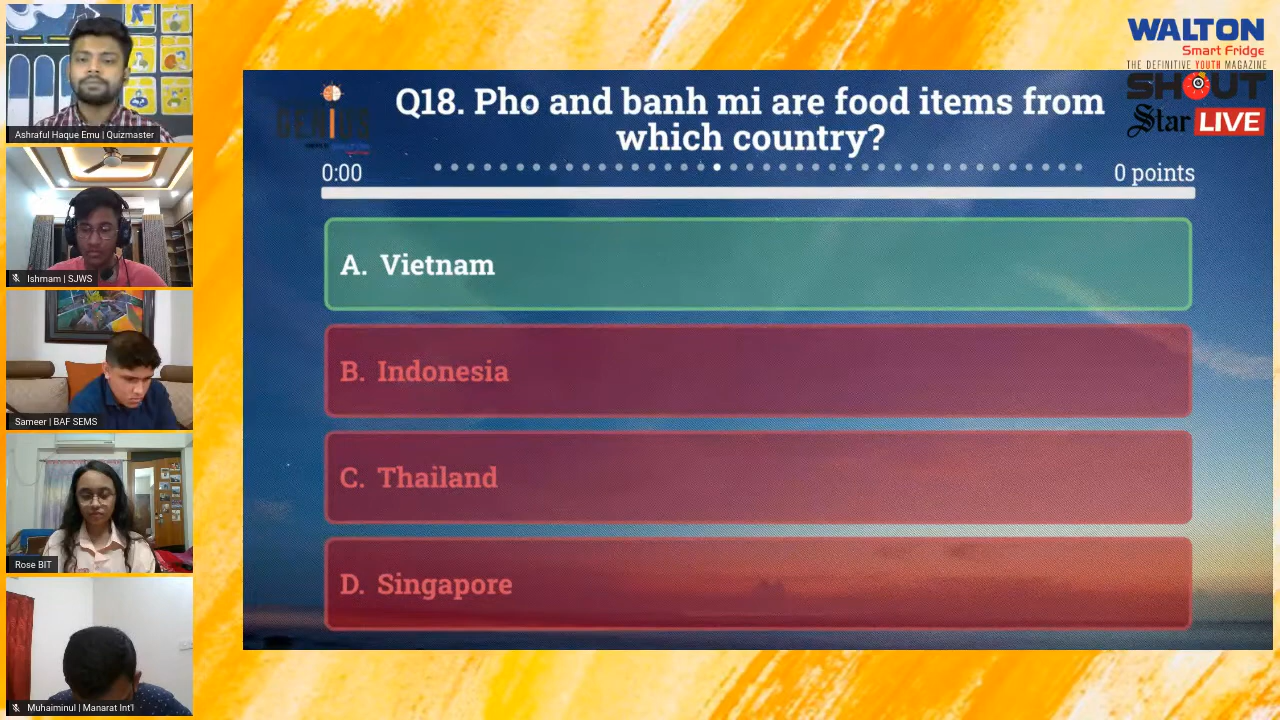 Ashraful Haque Emu | Quizmaster
Ishmam | SJWS
Sameer | BAF SEMS
Rose BIT
Muhaiminul | Manarat Int'l
GENIUS
Q18. Pho and banh mi are food items from
which country?
0:00
0 points
A. Vietnam
B. Indonesia
C. Thailand
D. Singapore
WALTON
Smart Fridge
THE DEFINITIVE YOUTH MAGAZINE
SHOUT
Star LIVE